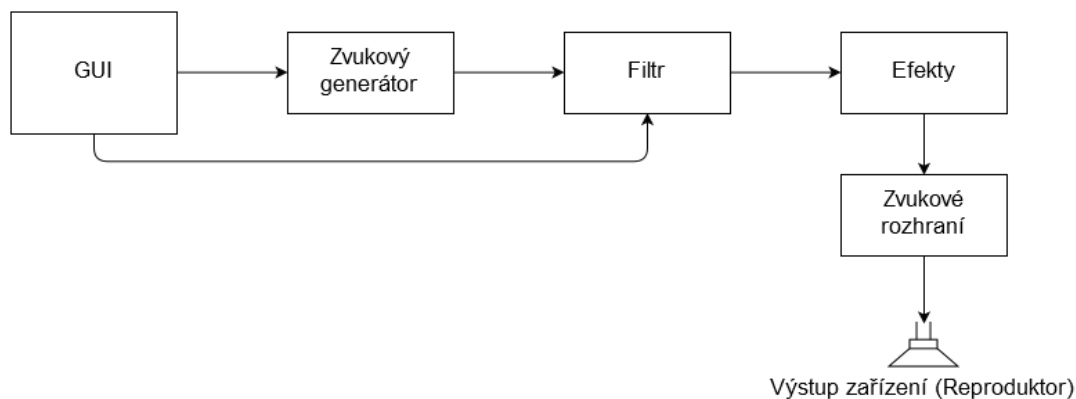 GUI
Zvukový
generátor
Filtr
Efekty
Zvukové
rozhraní
Výstup zařízení (Reproduktor)